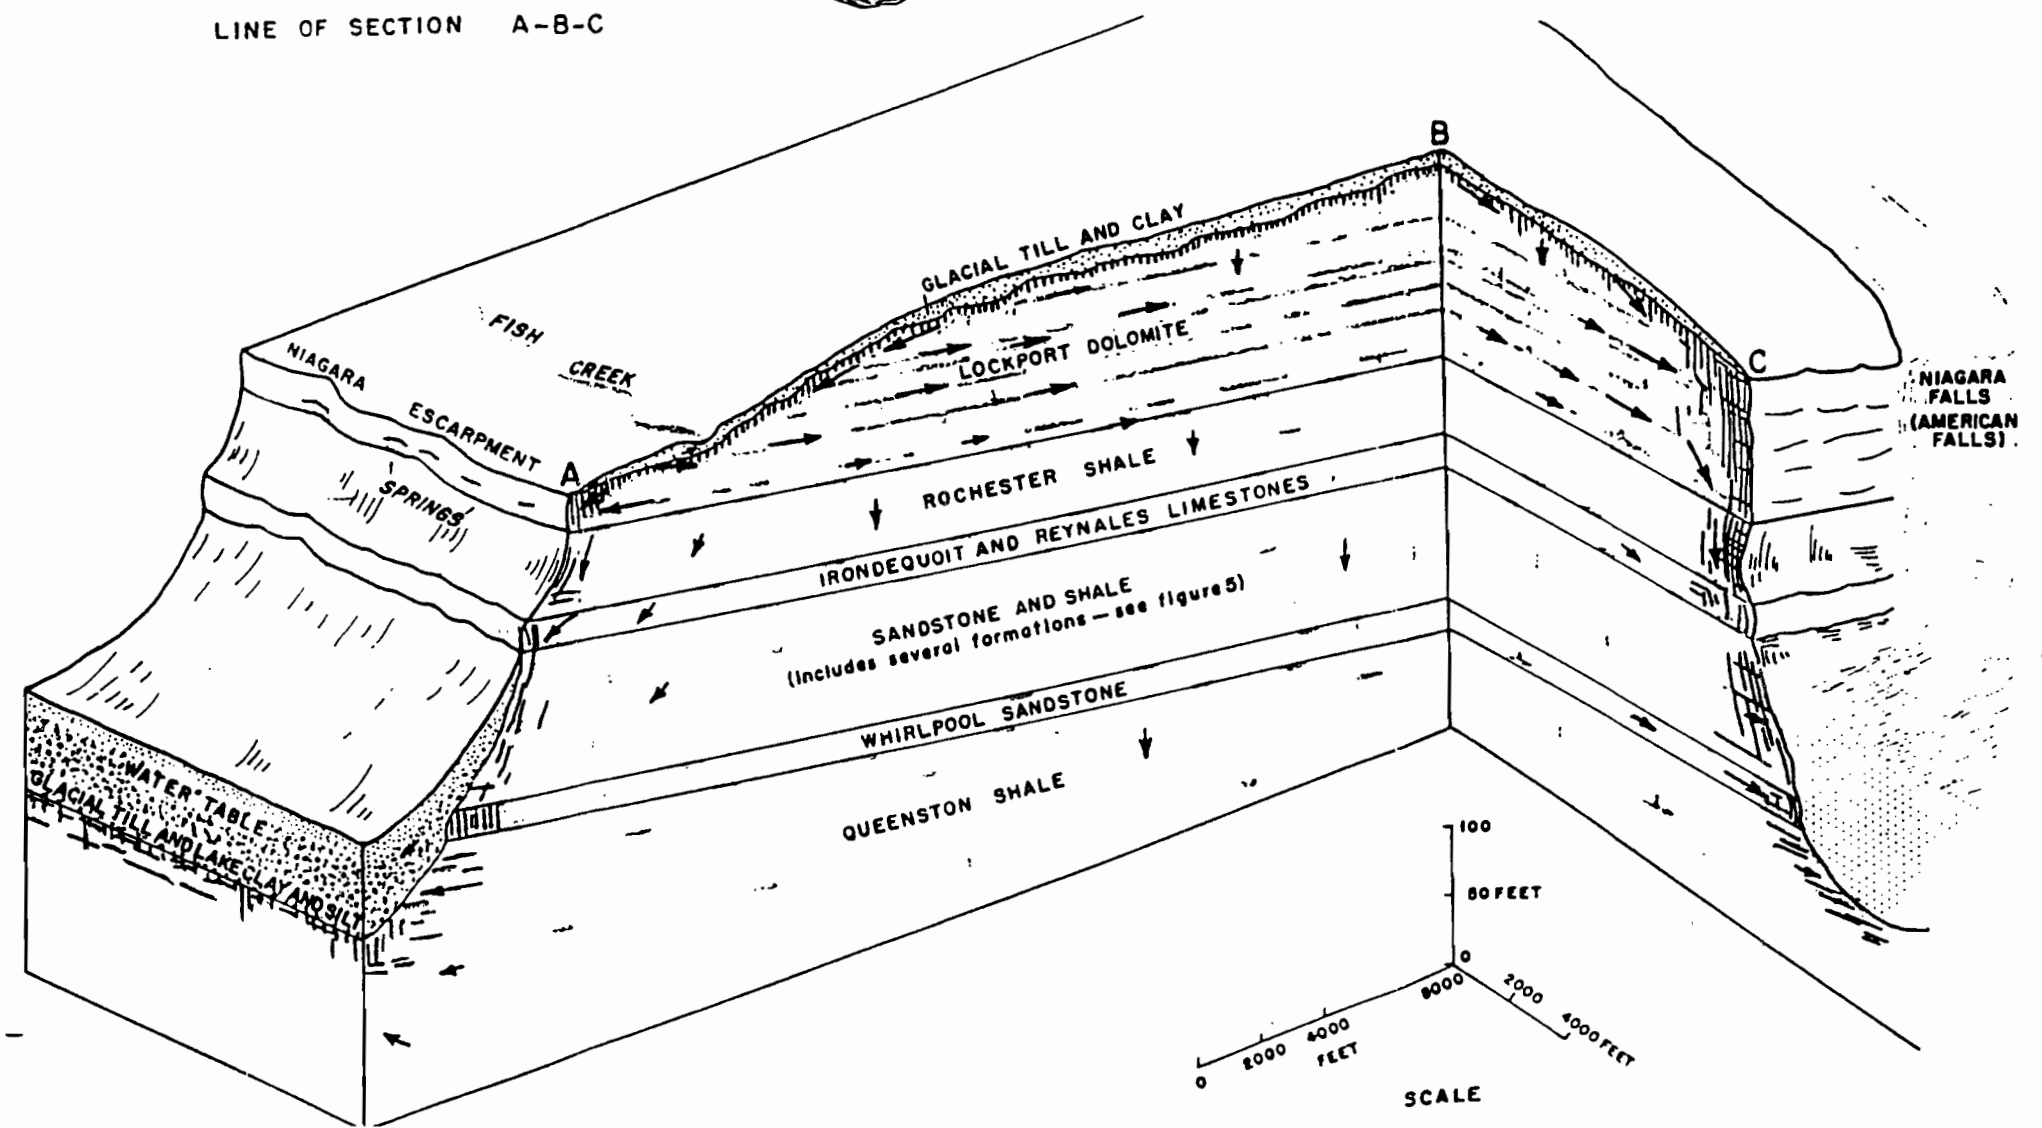 LINE OF SECTION A-B-C
B
GLACIAL TILL AND CLAY
FISH
CREEK
NIAGARA
ESCARPMENT
A
SPRINGS
LOCKPORT DOLOMITE
C
NIAGARA
FALLS
(AMERICAN
FALLS)
ROCHESTER SHALE
IRONDEQUOIT AND REYNALES LIMESTONES
SANDSTONE AND SHALE
(Includes several formations — see figure 5)
WHIRLPOOL SANDSTONE
QUEENSTON SHALE
WATER TABLE
GLACIAL TILL AND LAKE CLAY AND SILT
100
50 FEET
0
0
2000
4000
8000
FEET
2000
4000 FEET
SCALE